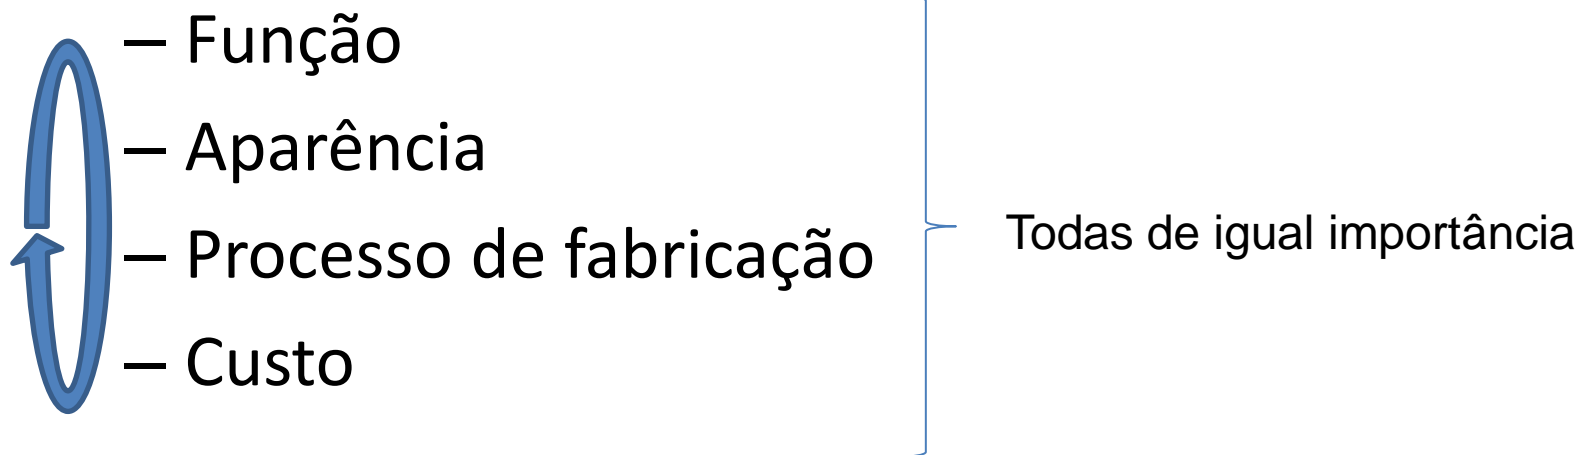 – Função
– Aparência
– Processo de fabricação
– Custo
Todas de igual importância